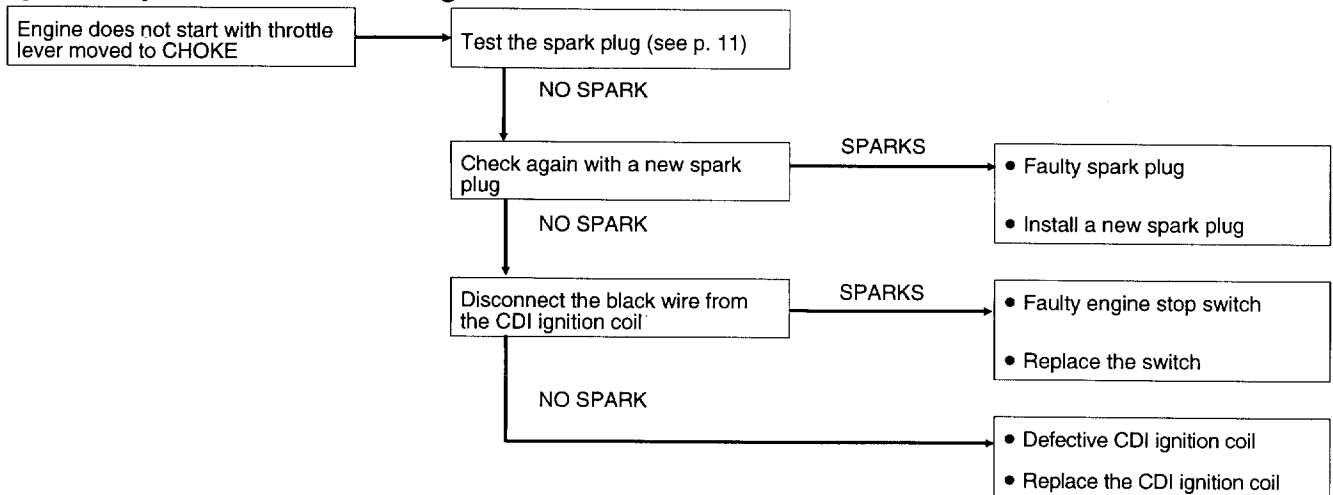 Engine does not start with throttle
lever moved to CHOKE
Test the spark plug (see p. 11)
NO SPARK
Check again with a new spark
plug
SPARKS
• Faulty spark plug
• Install a new spark plug
NO SPARK
Disconnect the black wire from
the CDI ignition coil
SPARKS
• Faulty engine stop switch
• Replace the switch
NO SPARK
• Defective CDI ignition coil
• Replace the CDI ignition coil